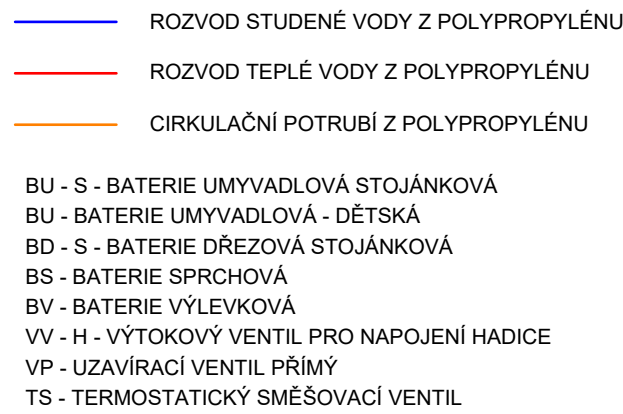 ROZVOD STUDENÉ VODY Z POLYPROPYLÉNU
ROZVOD TEPLÉ VODY Z POLYPROPYLÉNU
CIRKULAČNÍ POTRUBÍ Z POLYPROPYLÉNU
BU - S - BATERIE UMYVADLOVÁ STOJÁNKOVÁ
BU - BATERIE UMYVADLOVÁ - DĚTSKÁ
BD - S - BATERIE DŘEZOVÁ STOJÁNKOVÁ
BS - BATERIE SPRCHOVÁ
BV - BATERIE VÝLEVKOVÁ
VV - H - VÝTOKOVÝ VENTIL PRO NAPOJENÍ HADICE
VP - UZAVÍRACÍ VENTIL PŘÍMÝ
TS - TERMOSTATICKÝ SMĚŠOVACÍ VENTIL